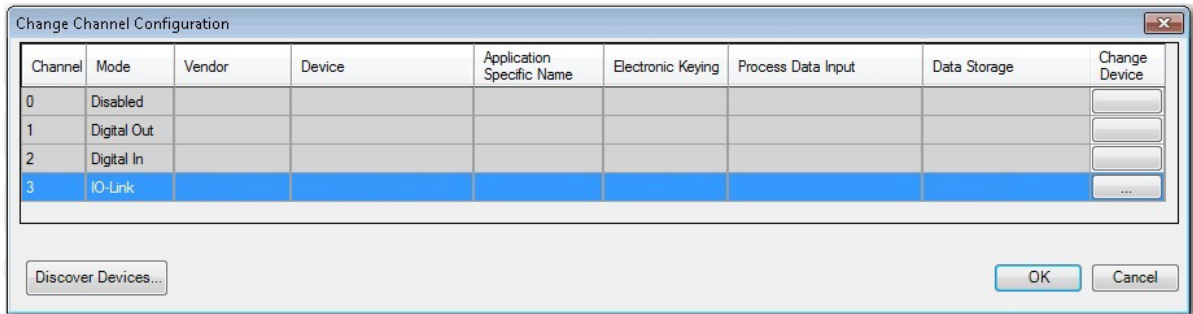 Change Channel Configuration
Channel Mode Vendor Device Application Specific Name Electronic Keying Process Data Input Data Storage Change Device
0 Disabled
1 Digital Out
2 Digital In
3 IO-Link ...
Discover Devices... OK Cancel